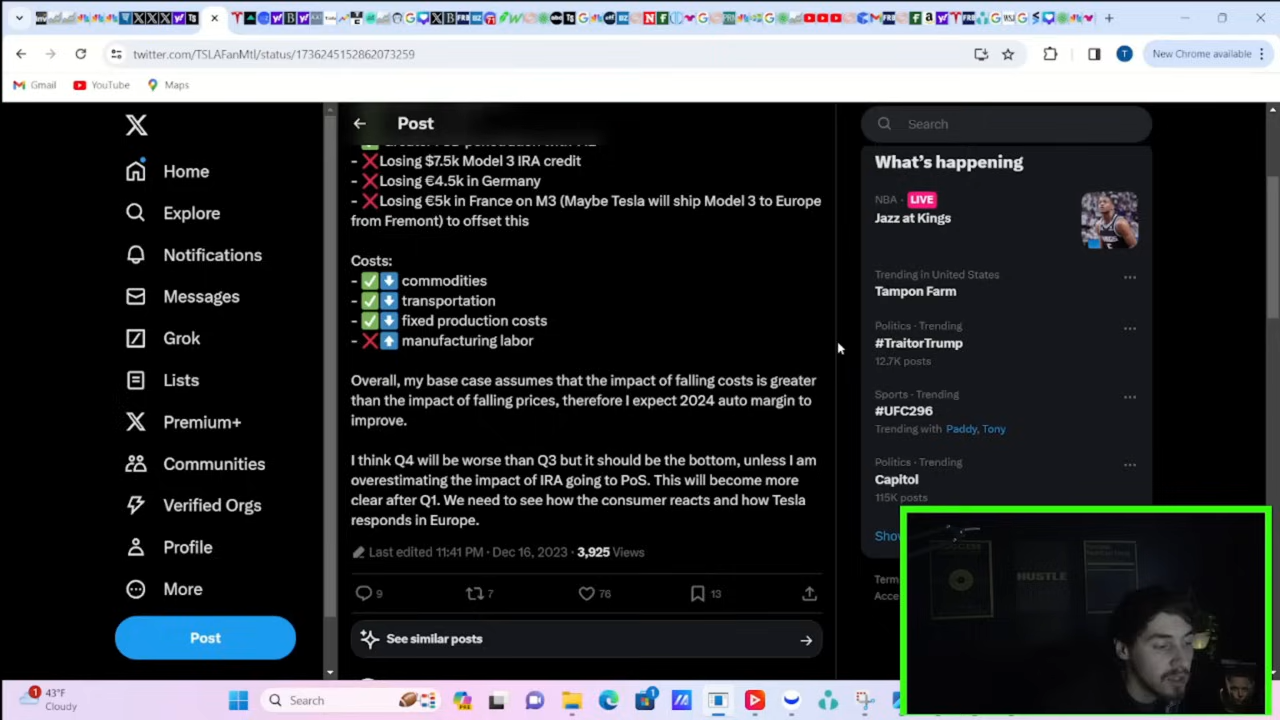 twitter.com/TSLAFanMtl/status/1736245152862073259
New Chrome available
Gmail
YouTube
Maps
Post
- ❌Losing $7.5k Model 3 IRA credit
- ❌Losing €4.5k in Germany
- ❌Losing €5k in France on M3 (Maybe Tesla will ship Model 3 to Europe
from Fremont) to offset this
Costs:
- ✅⬇️ commodities
- ✅⬇️ transportation
- ✅⬇️ fixed production costs
- ❌⬆️ manufacturing labor
Overall, my base case assumes that the impact of falling costs is greater
than the impact of falling prices, therefore I expect 2024 auto margin to
improve.
I think Q4 will be worse than Q3 but it should be the bottom, unless I am
overestimating the impact of IRA going to PoS. This will become more
clear after Q1. We need to see how the consumer reacts and how Tesla
responds in Europe.
Last edited 11:41 PM · Dec 16, 2023 · 3,925 Views
9
7
76
13
See similar posts
Home
Explore
Notifications
Messages
Grok
Lists
Premium+
Communities
Verified Orgs
Profile
More
Post
Search
What's happening
NBA · LIVE
Jazz at Kings
Trending in United States
Tampon Farm
Politics · Trending
#TraitorTrump
12.7K posts
Sports · Trending
#UFC296
Trending with Paddy, Tony
Politics · Trending
Capitol
115K posts
HUSTLE
1
43°F
Cloudy
Search